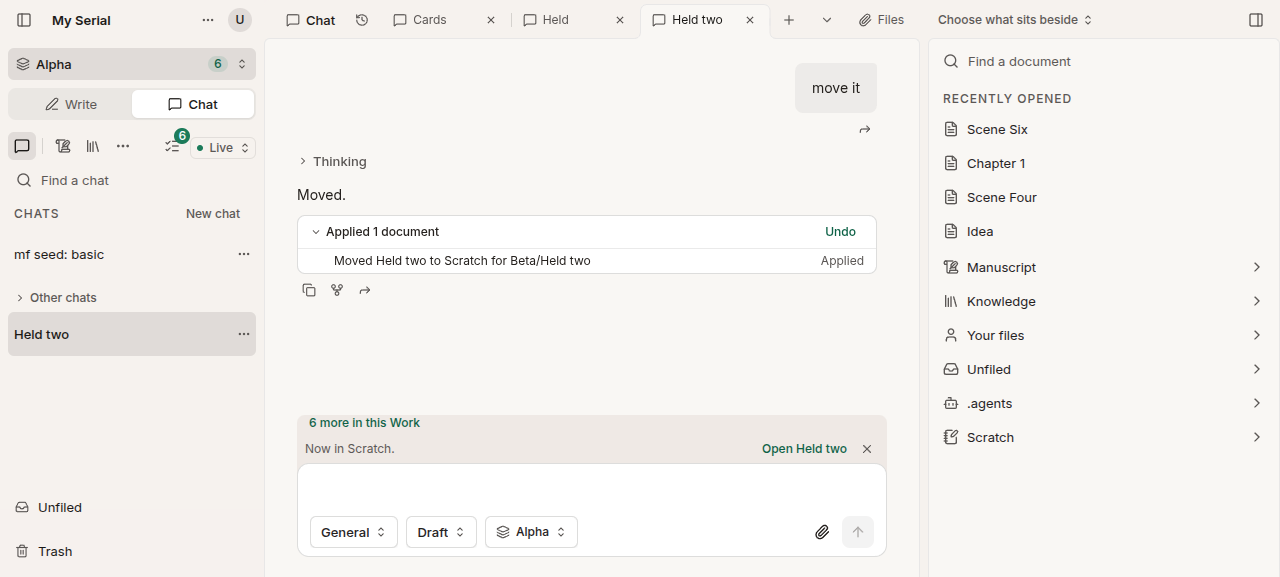 My Serial
U
Alpha
6
Write
Chat
6
Live
Find a chat
CHATS
New chat
mf seed: basic
Other chats
Held two
Unfiled
Trash
Chat
Cards
Held
Held two
Files
move it
Thinking
Moved.
Applied 1 document
Undo
Moved Held two to Scratch for Beta/Held two
Applied
6 more in this Work
Now in Scratch.
Open Held two
General
Draft
Alpha
Choose what sits beside
Find a document
RECENTLY OPENED
Scene Six
Chapter 1
Scene Four
Idea
Manuscript
Knowledge
Your files
Unfiled
.agents
Scratch